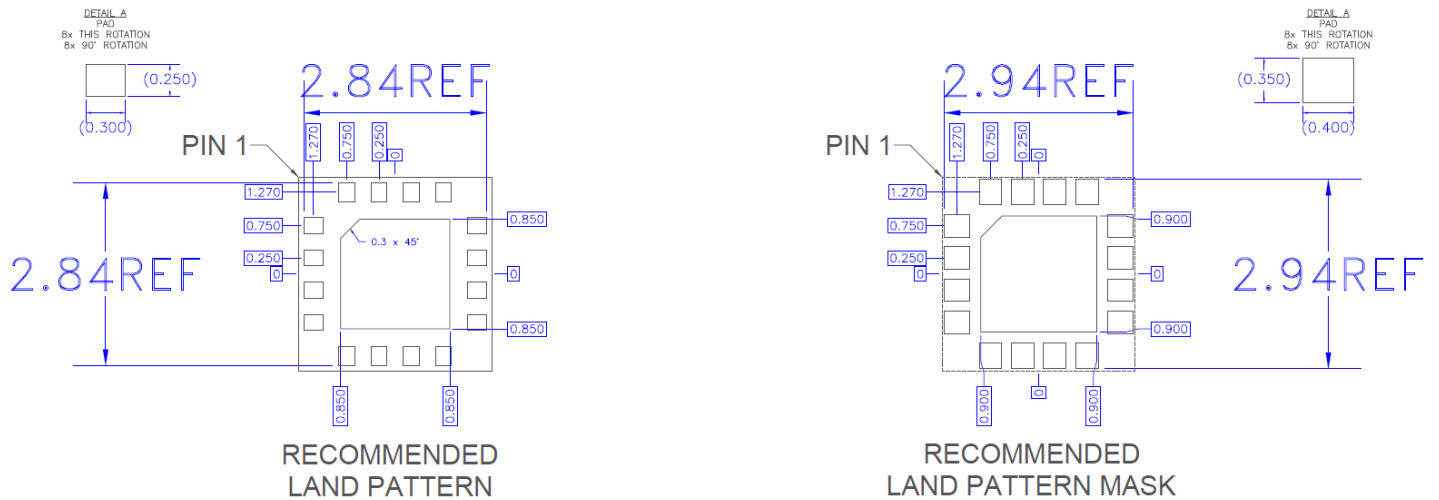 DETAIL A
PAD
8x THIS ROTATION
8x 90° ROTATION
(0.250)
(0.300)
2.84REF
PIN 1
1.270
0.750
0.250
0
1.270
0.750
0.250
0
0.850
0.3 x 45°
0
2.84REF
0.850
0.850
0.850
RECOMMENDED
LAND PATTERN
DETAIL A
PAD
8x THIS ROTATION
8x 90° ROTATION
(0.350)
(0.400)
2.94REF
PIN 1
1.270
0.750
0.250
0
1.270
0.750
0.250
0
0.900
0
2.94REF
0.900
0.900
0
0.900
RECOMMENDED
LAND PATTERN MASK